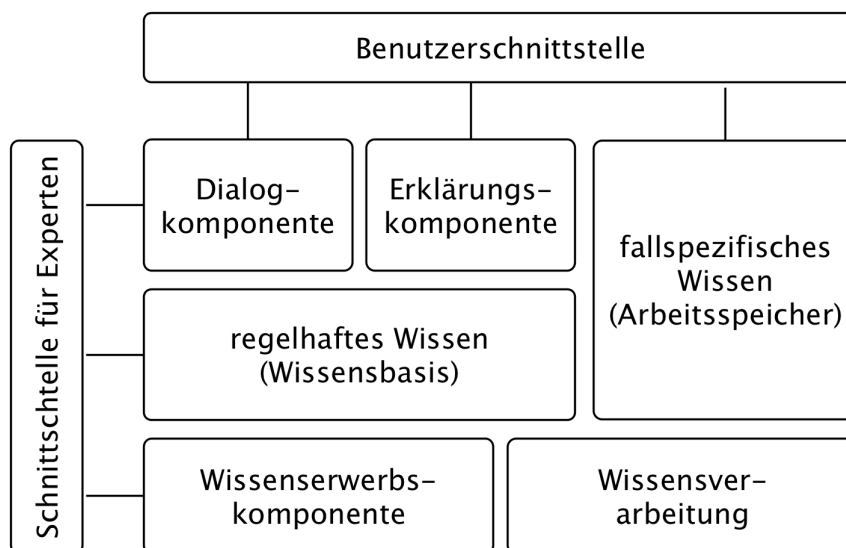 Benutzerschnittstelle
Schnittschtelle für Experten
Dialog-
komponente
Erklärungs-
komponente
fallspezifisches
Wissen
(Arbeitsspeicher)
regelhaftes Wissen
(Wissensbasis)
Wissenserwerbs-
komponente
Wissensver-
arbeitung